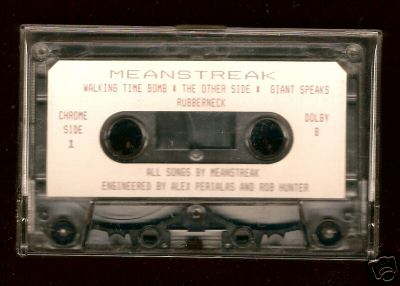 MEANSTREAK
WALKING TIME BOMB * THE OTHER SIDE * GIANT SPEAKS
RUBBERNECK
CHROME
SIDE
1
DOLBY
B
ALL SONGS BY MEANSTREAK
ENGINEERED BY ALEX PERIALAS AND ROB HUNTER